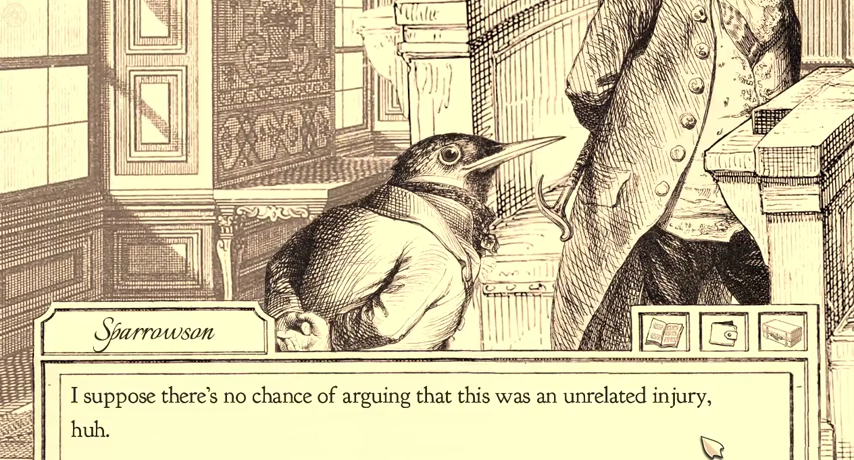 Sparrowson
I suppose there's no chance of arguing that this was an unrelated injury,
huh.